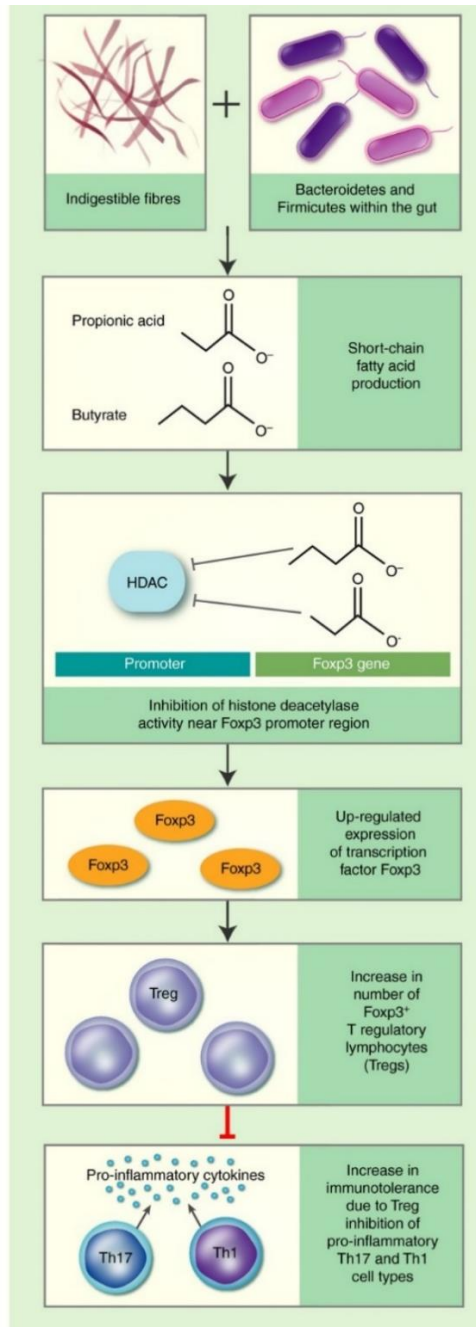 Indigestible fibres
+
Bacteroidetes and
Firmicutes within the gut
Propionic acid
O
O-
Butyrate
O
O-
Short-chain
fatty acid
production
HDAC
O
O-
O
O-
Promoter
Foxp3 gene
Inhibition of histone deacetylase
activity near Foxp3 promoter region
Foxp3
Foxp3
Foxp3
Up-regulated
expression
of transcription
factor Foxp3
Treg
Increase in
number of
Foxp3+
T regulatory
lymphocytes
(Tregs)
Pro-inflammatory cytokines
Th17
Th1
Increase in
immunotolerance
due to Treg
inhibition of
pro-inflammatory
Th17 and Th1
cell types